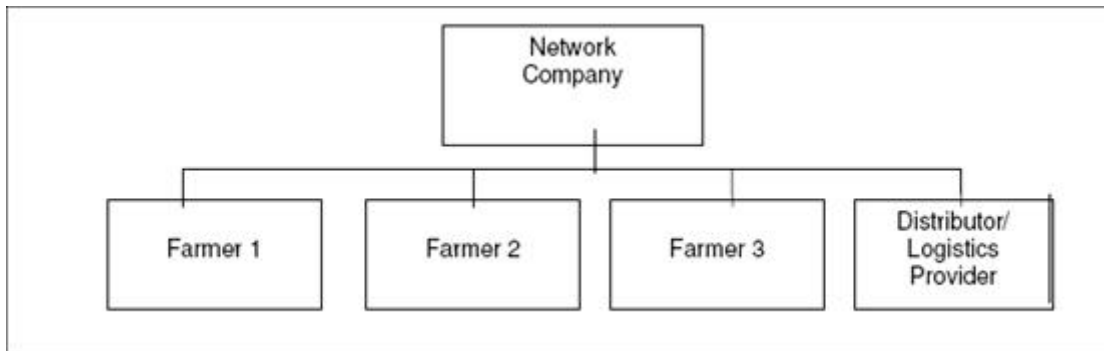 Network
Company
Farmer 1
Farmer 2
Farmer 3
Distributor/
Logistics
Provider